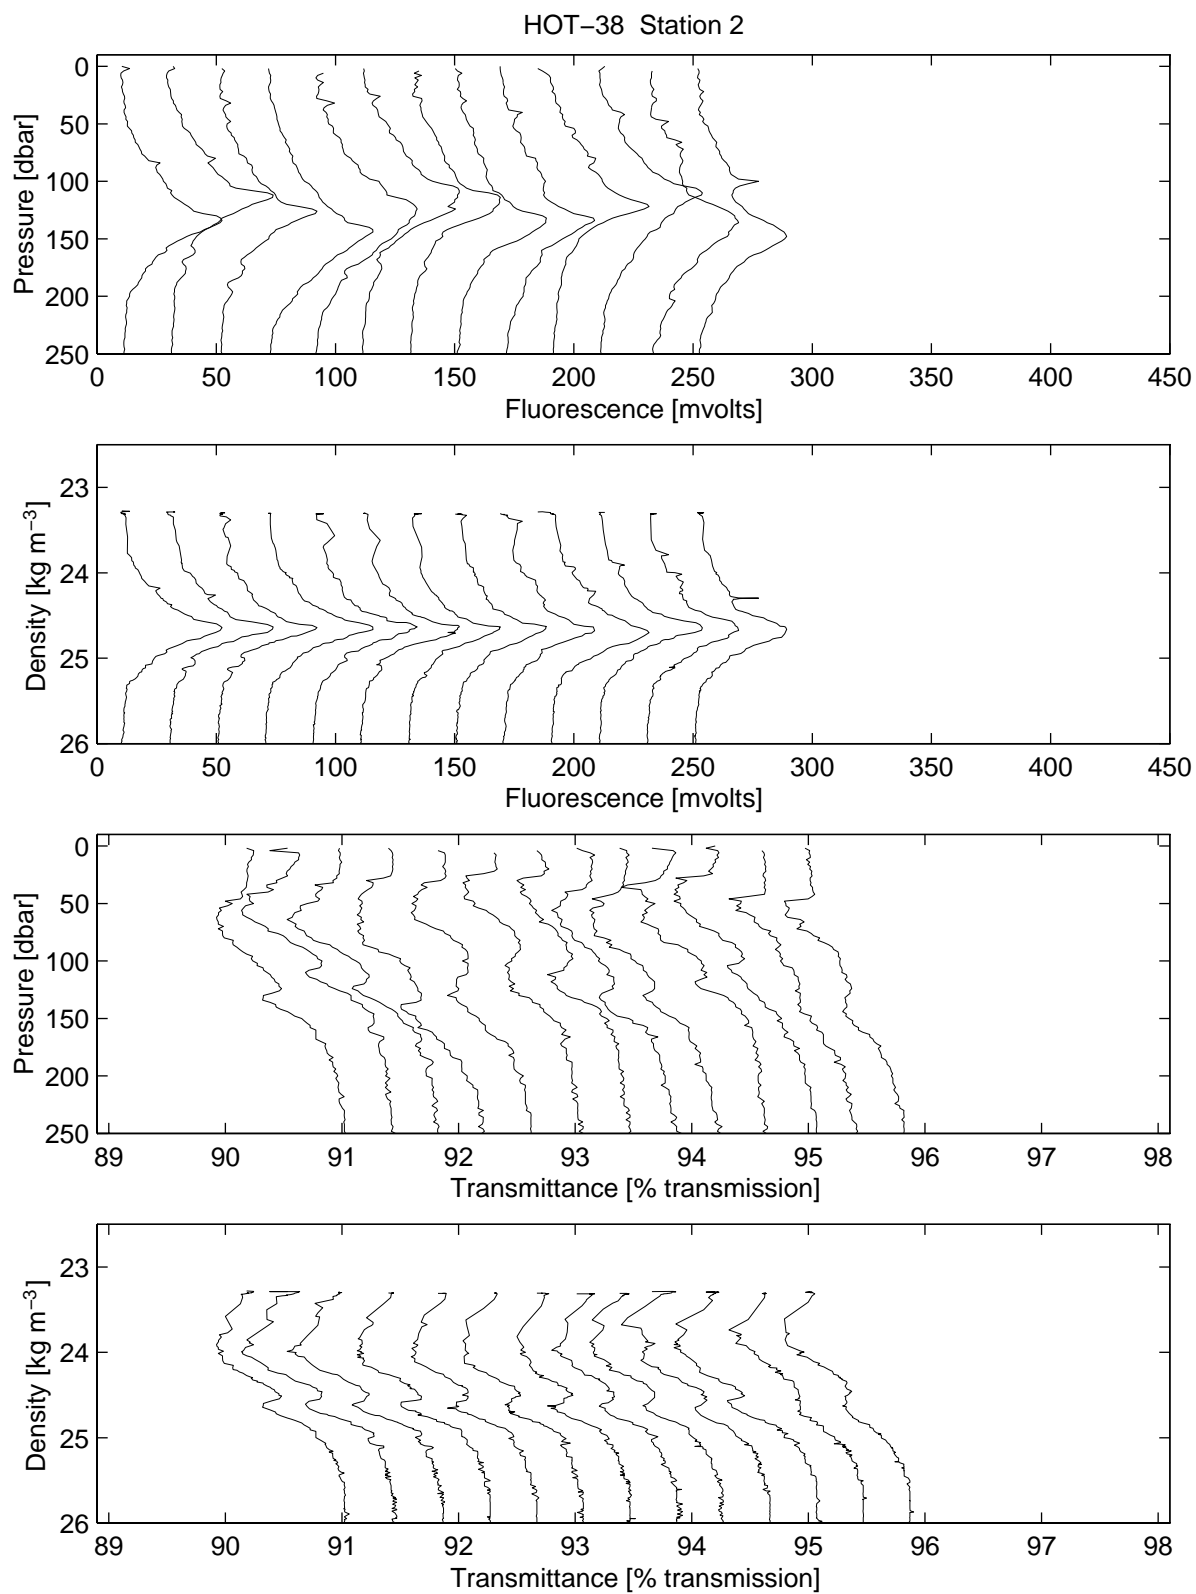 HOT−38 Station 2
0
50
100
150
200
250
Pressure [dbar]
0 50 100 150 200 250 300 350 400 450
Fluorescence [mvolts]
23
24
25
26
Density [kg m−3]
0 50 100 150 200 250 300 350 400 450
Fluorescence [mvolts]
0
50
100
150
200
250
Pressure [dbar]
89 90 91 92 93 94 95 96 97 98
Transmittance [% transmission]
23
24
25
26
Density [kg m−3]
89 90 91 92 93 94 95 96 97 98
Transmittance [% transmission]